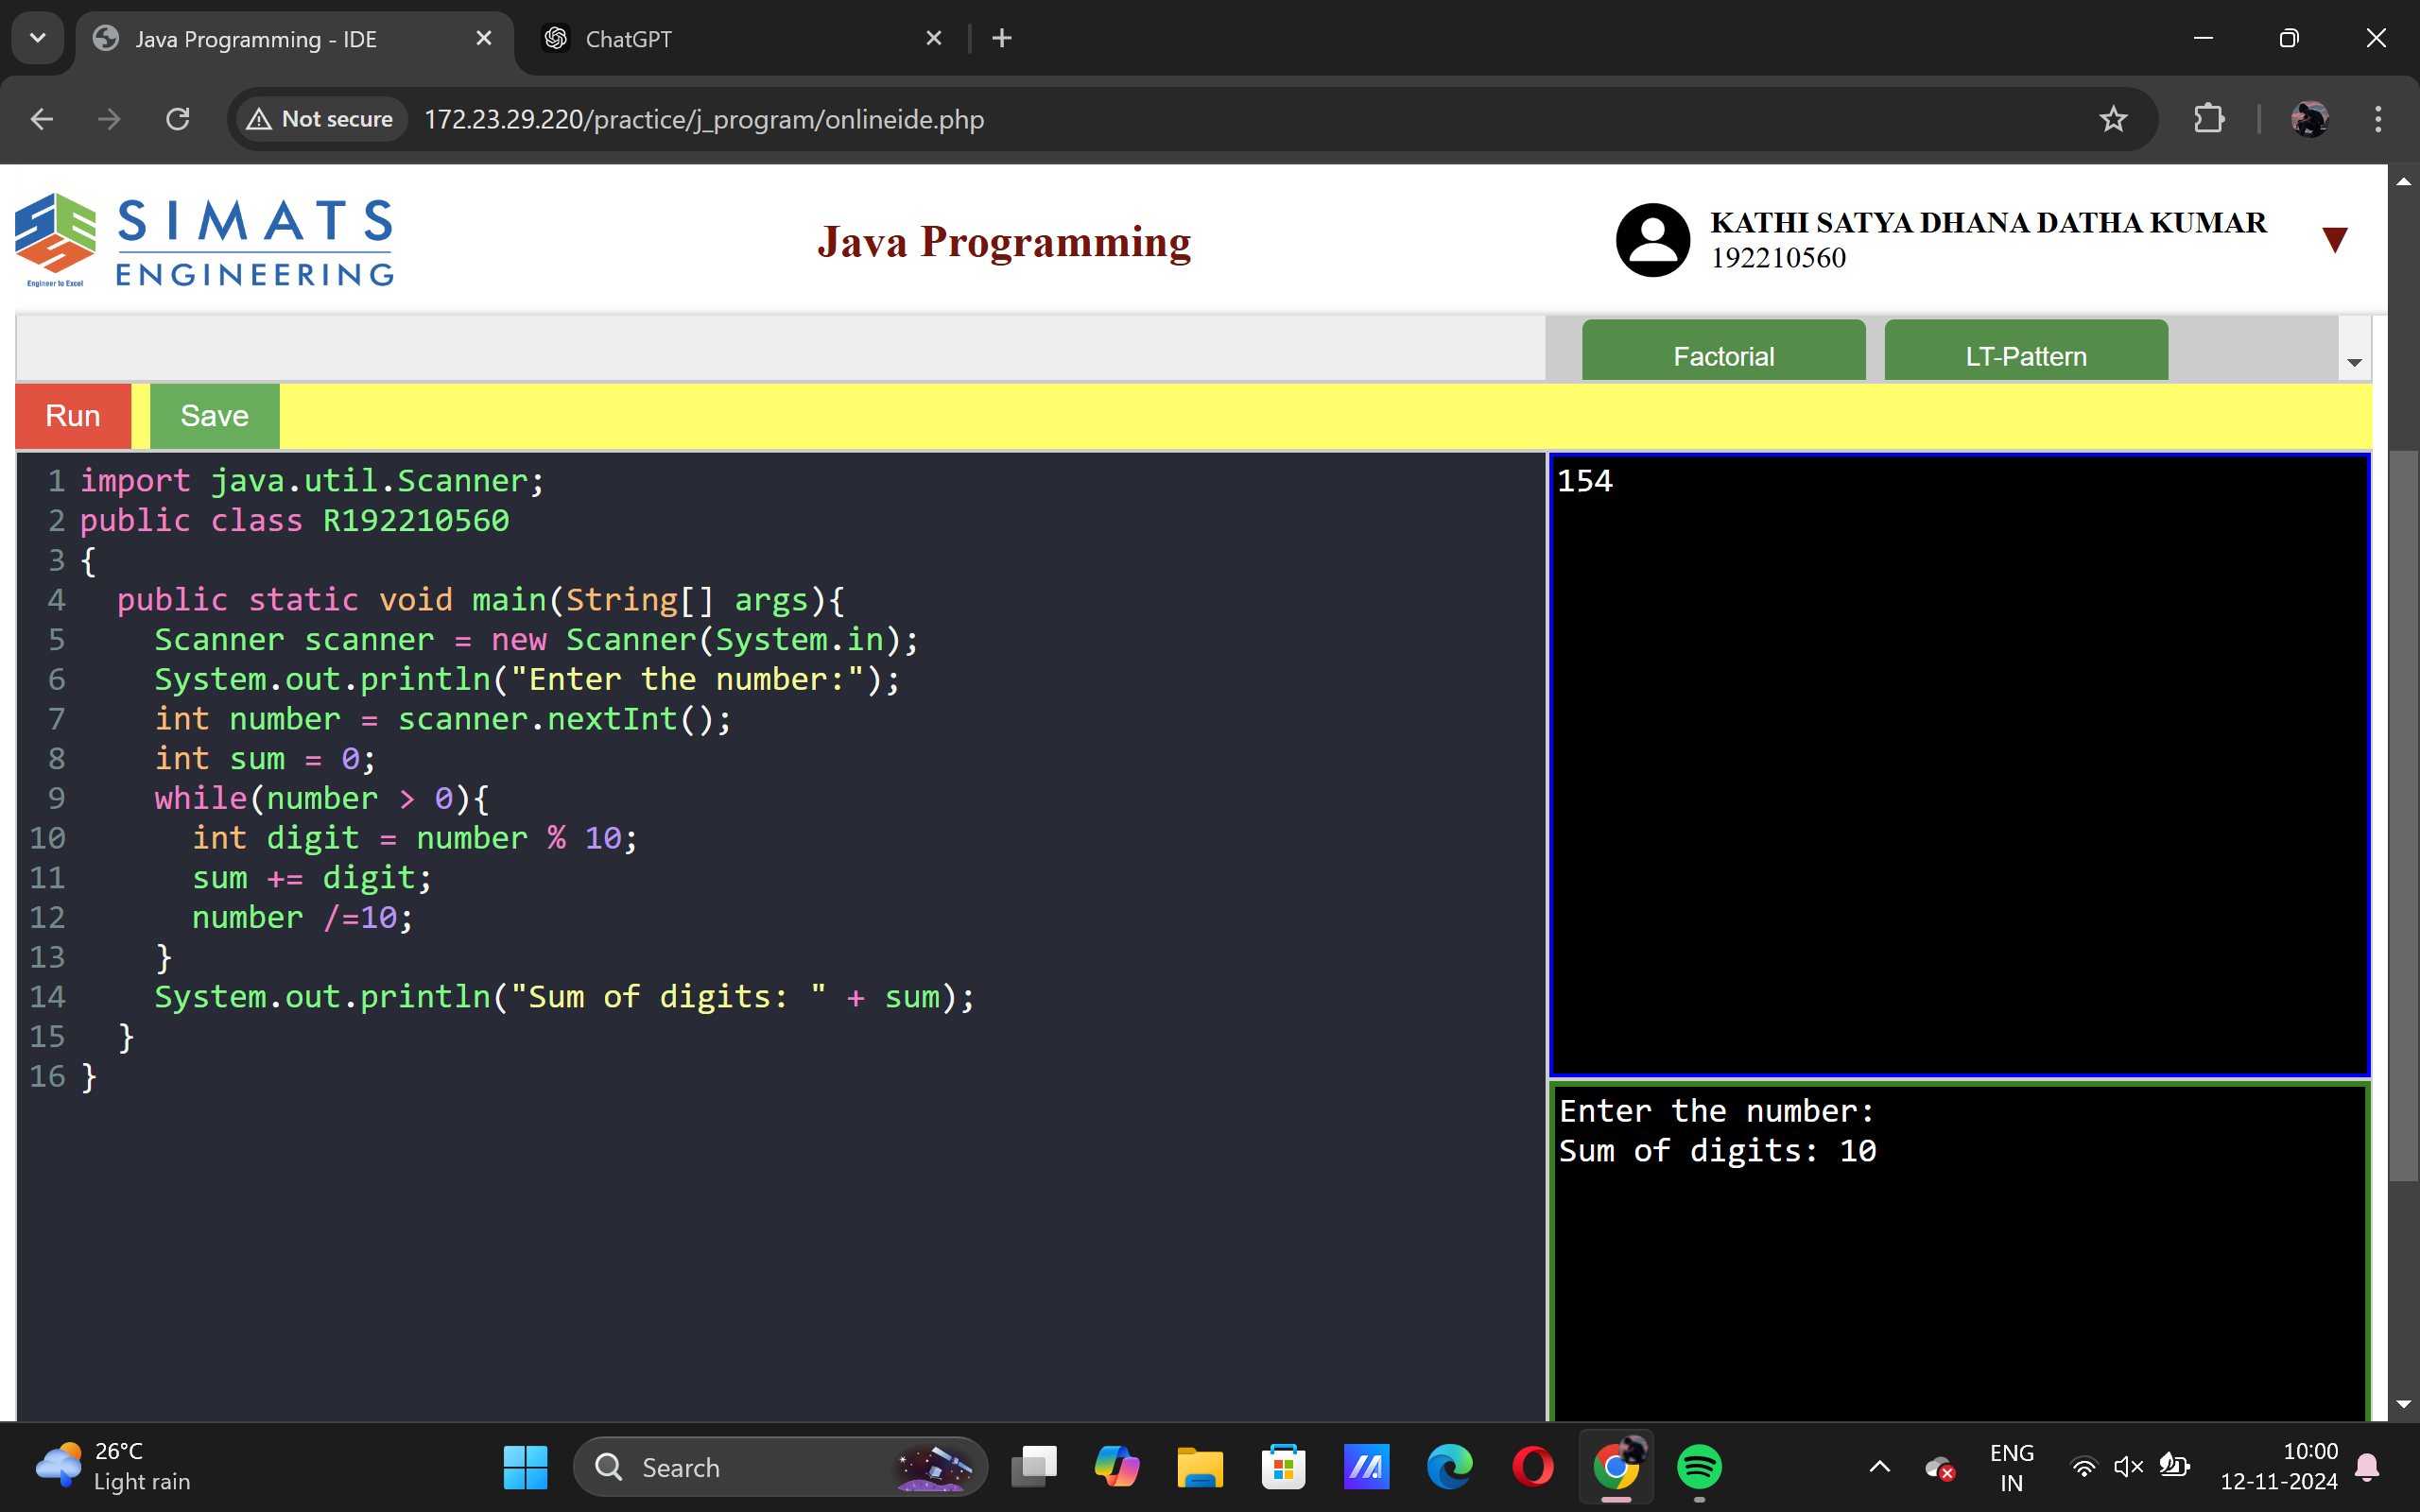 Java Programming - IDE
ChatGPT
Not secure
172.23.29.220/practice/j_program/onlineide.php
SIMATS
ENGINEERING
Engineer to Excel
Java Programming
KATHI SATYA DHANA DATHA KUMAR
192210560
Factorial
LT-Pattern
Run
Save
1 import java.util.Scanner;
2 public class R192210560
3 {
4   public static void main(String[] args){
5     Scanner scanner = new Scanner(System.in);
6     System.out.println("Enter the number:");
7     int number = scanner.nextInt();
8     int sum = 0;
9     while(number > 0){
10       int digit = number % 10;
11       sum += digit;
12       number /=10;
13     }
14     System.out.println("Sum of digits: " + sum);
15   }
16 }
154
Enter the number:
Sum of digits: 10
26°C
Light rain
Search
ENG
IN
10:00
12-11-2024